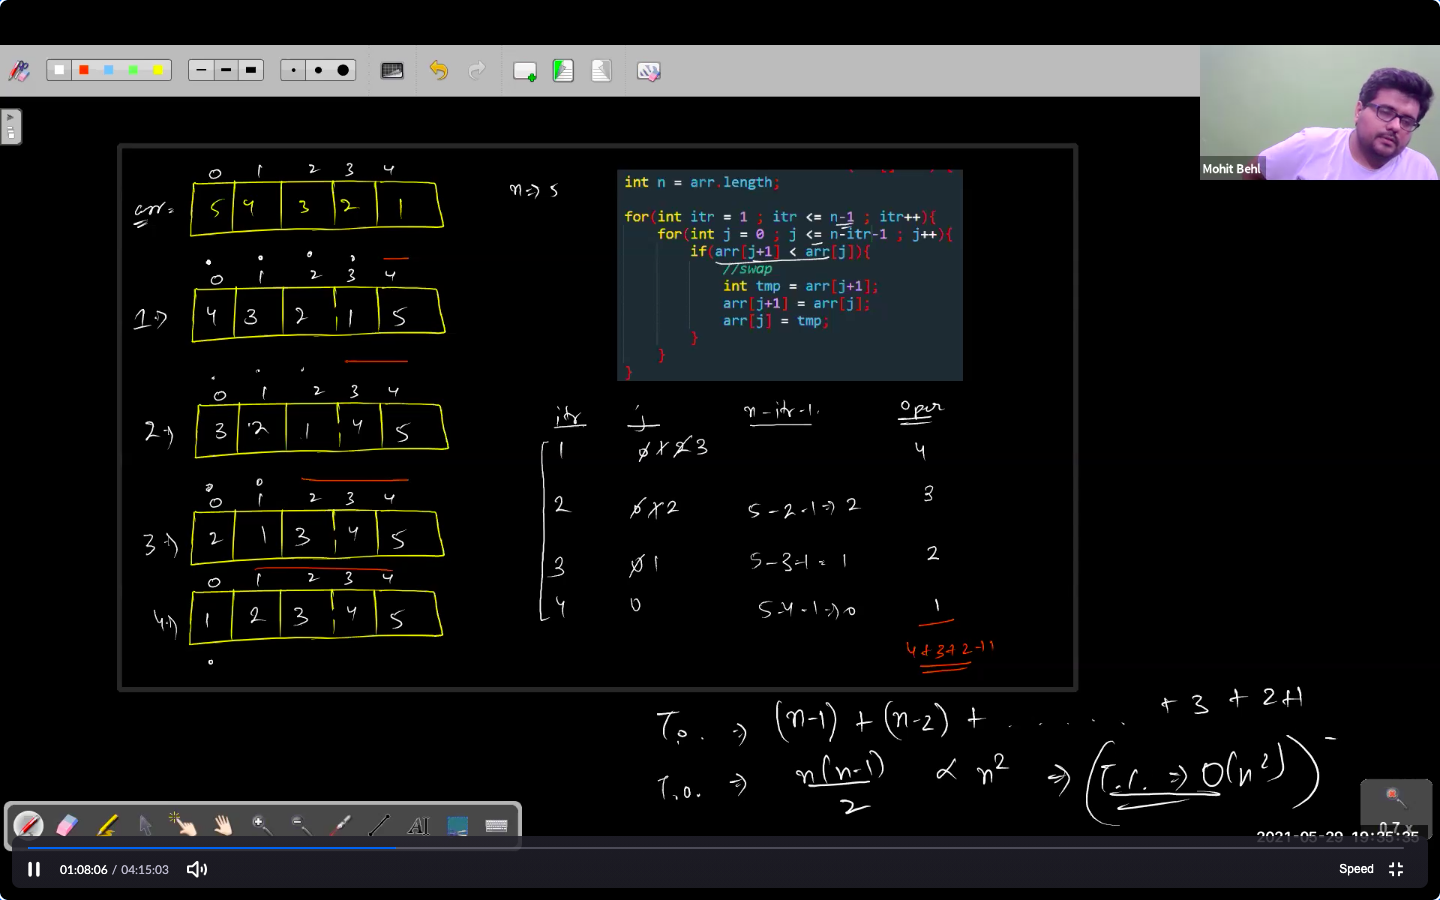 Mohit Behl
0 1 2 3 4
arr = 5 4 3 2 1
n => 5
int n = arr.length;
for(int itr = 1 ; itr <= n-1 ; itr++){
for(int j = 0 ; j <= n-itr-1 ; j++){
if(arr[j+1] < arr[j]){
//swap
int tmp = arr[j+1];
arr[j+1] = arr[j];
arr[j] = tmp;
}
}
}
0 1 2 3 4
1 => 4 3 2 1 5
0 1 2 3 4
2 => 3 2 1 4 5
0 1 2 3 4
3 => 2 1 3 4 5
0 1 2 3 4
4 => 1 2 3 4 5
itr j n-itr-1 oper
1 0 1 2 3 4
2 0 1 2 5-2-1 => 2 3
3 0 1 5-3-1 = 1 2
4 0 5-4-1 => 0 1
4+3+2+1
T.O. => (n-1) + (n-2) + . . . . . . + 3 + 2+1
T.O. => n(n-1)/2 ∝ n² => (T.C. => O(n²))
AI
0.7 x
2021-05-29 19:35:35
01:08:06 / 04:15:03
Speed